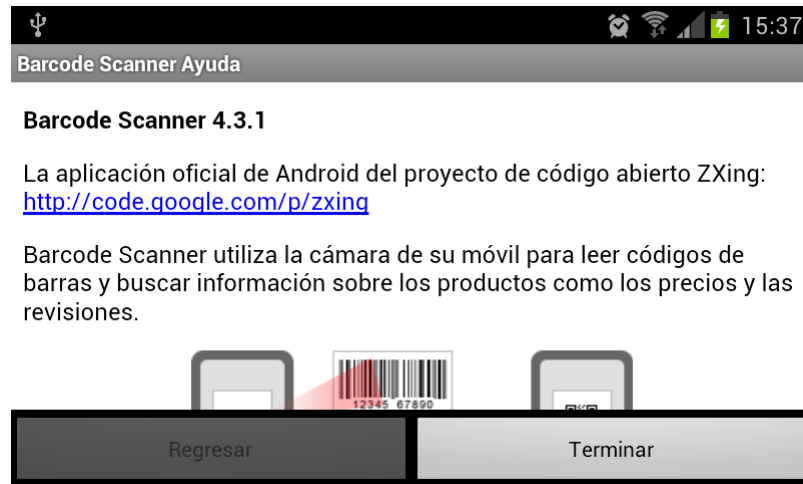 15:37
Barcode Scanner Ayuda
Barcode Scanner 4.3.1
La aplicación oficial de Android del proyecto de código abierto ZXing:
http://code.google.com/p/zxing
Barcode Scanner utiliza la cámara de su móvil para leer códigos de
barras y buscar información sobre los productos como los precios y las
revisiones.
12345 67890
Regresar
Terminar